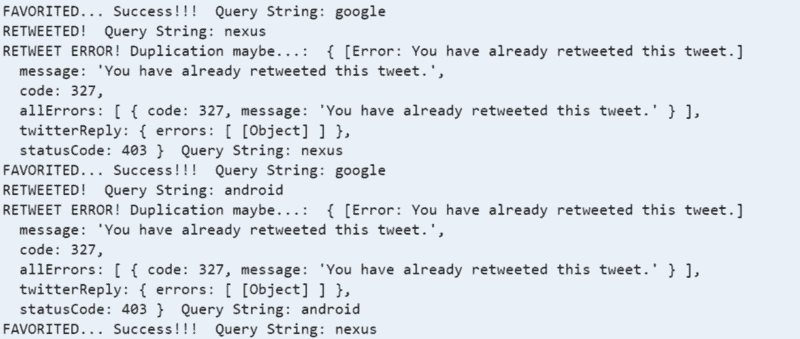 FAVORITED... Success!!!  Query String: google
RETWEETED!  Query String: nexus
RETWEET ERROR! Duplication maybe...:  { [Error: You have already retweeted this tweet.]
  message: 'You have already retweeted this tweet.',
  code: 327,
  allErrors: [ { code: 327, message: 'You have already retweeted this tweet.' } ],
  twitterReply: { errors: [ [Object] ] },
  statusCode: 403 }  Query String: nexus
FAVORITED... Success!!!  Query String: google
RETWEETED!  Query String: android
RETWEET ERROR! Duplication maybe...:  { [Error: You have already retweeted this tweet.]
  message: 'You have already retweeted this tweet.',
  code: 327,
  allErrors: [ { code: 327, message: 'You have already retweeted this tweet.' } ],
  twitterReply: { errors: [ [Object] ] },
  statusCode: 403 }  Query String: android
FAVORITED... Success!!!  Query String: nexus